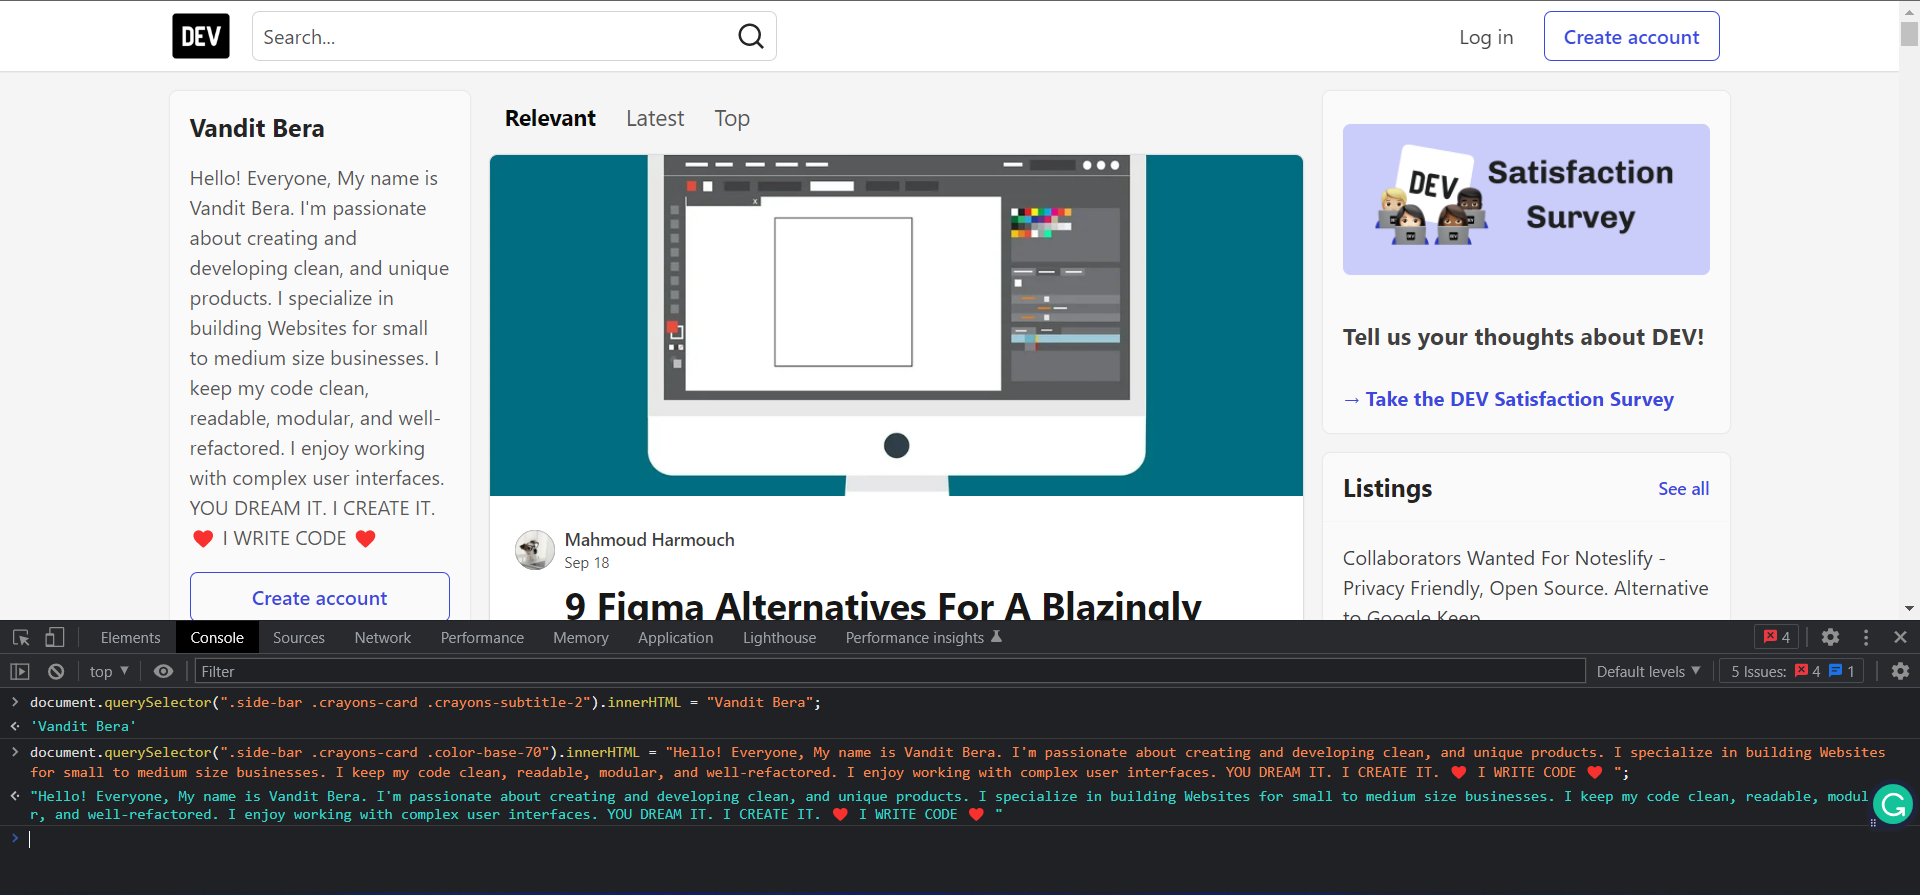 DEV
Search...
Log in
Create account
Vandit Bera
Hello! Everyone, My name is
Vandit Bera. I'm passionate
about creating and
developing clean, and unique
products. I specialize in
building Websites for small
to medium size businesses. I
keep my code clean,
readable, modular, and well-
refactored. I enjoy working
with complex user interfaces.
YOU DREAM IT. I CREATE IT.
❤️ I WRITE CODE ❤️
Create account
Relevant
Latest
Top
x
Mahmoud Harmouch
Sep 18
9 Figma Alternatives For A Blazingly
DEV
Satisfaction
Survey
DEV
DEV
Tell us your thoughts about DEV!
→ Take the DEV Satisfaction Survey
Listings
See all
Collaborators Wanted For Noteslify -
Privacy Friendly, Open Source. Alternative
to Google Keep
Elements
Console
Sources
Network
Performance
Memory
Application
Lighthouse
Performance insights
4
top ▼
Filter
Default levels ▼
5 Issues: 4 1
document.querySelector(".side-bar .crayons-card .crayons-subtitle-2").innerHTML = "Vandit Bera";
'Vandit Bera'
document.querySelector(".side-bar .crayons-card .color-base-70").innerHTML = "Hello! Everyone, My name is Vandit Bera. I'm passionate about creating and developing clean, and unique products. I specialize in building Websites
for small to medium size businesses. I keep my code clean, readable, modular, and well-refactored. I enjoy working with complex user interfaces. YOU DREAM IT. I CREATE IT. ❤️ I WRITE CODE ❤️ ";
"Hello! Everyone, My name is Vandit Bera. I'm passionate about creating and developing clean, and unique products. I specialize in building Websites for small to medium size businesses. I keep my code clean, readable, modul
r, and well-refactored. I enjoy working with complex user interfaces. YOU DREAM IT. I CREATE IT. ❤️ I WRITE CODE ❤️ "